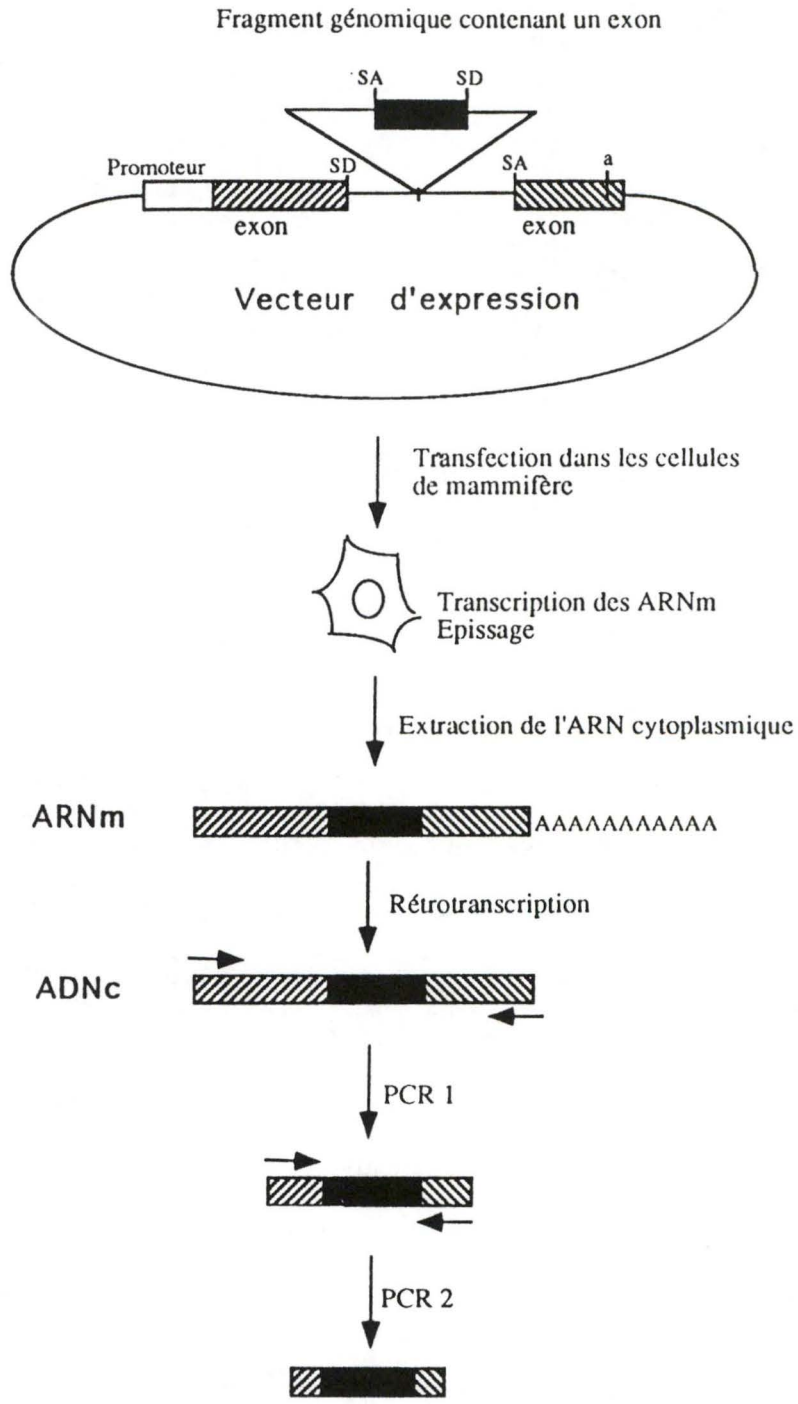 Fragment génomique contenant un exon
SA SD
Promoteur SD SA a
exon exon
Vecteur d'expression
Transfection dans les cellules
de mammifère
Transcription des ARNm
Epissage
Extraction de l'ARN cytoplasmique
ARNm AAAAAAAAAAA
Rétrotranscription
ADNc
PCR 1
PCR 2